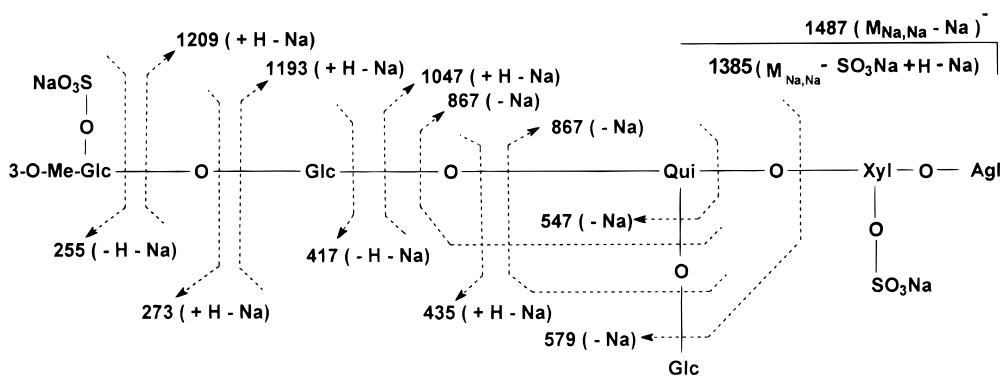 1487 ( M Na,Na - Na )⁻
1209 ( + H - Na)
1193 (+ H - Na)
1385( M Na,Na - SO3Na + H - Na)
1047 (+ H - Na)
NaO3S
867 (- Na)
867 (- Na)
O
3-O-Me-Glc O Glc O Qui O Xyl O Agl
547 (- Na)
255 ( - H - Na)
417 ( - H - Na)
O
O
SO3Na
273 ( + H - Na)
435 ( + H - Na)
579 ( - Na)
Glc